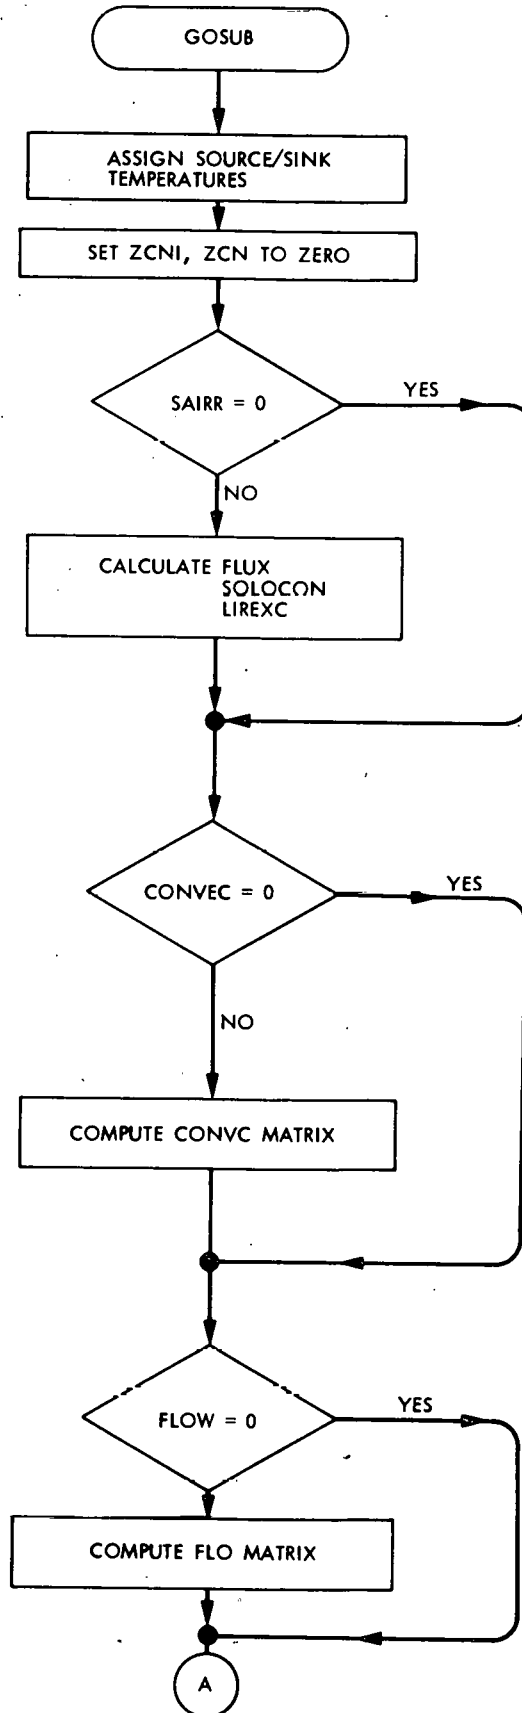 GOSUB
ASSIGN SOURCE/SINK
TEMPERATURES
SET ZCNI, ZCN TO ZERO
SAIRR = 0
YES
NO
CALCULATE FLUX
SOLOCON
LIREXC
CONVEC = 0
YES
NO
COMPUTE CONVC MATRIX
FLOW = 0
YES
COMPUTE FLO MATRIX
A